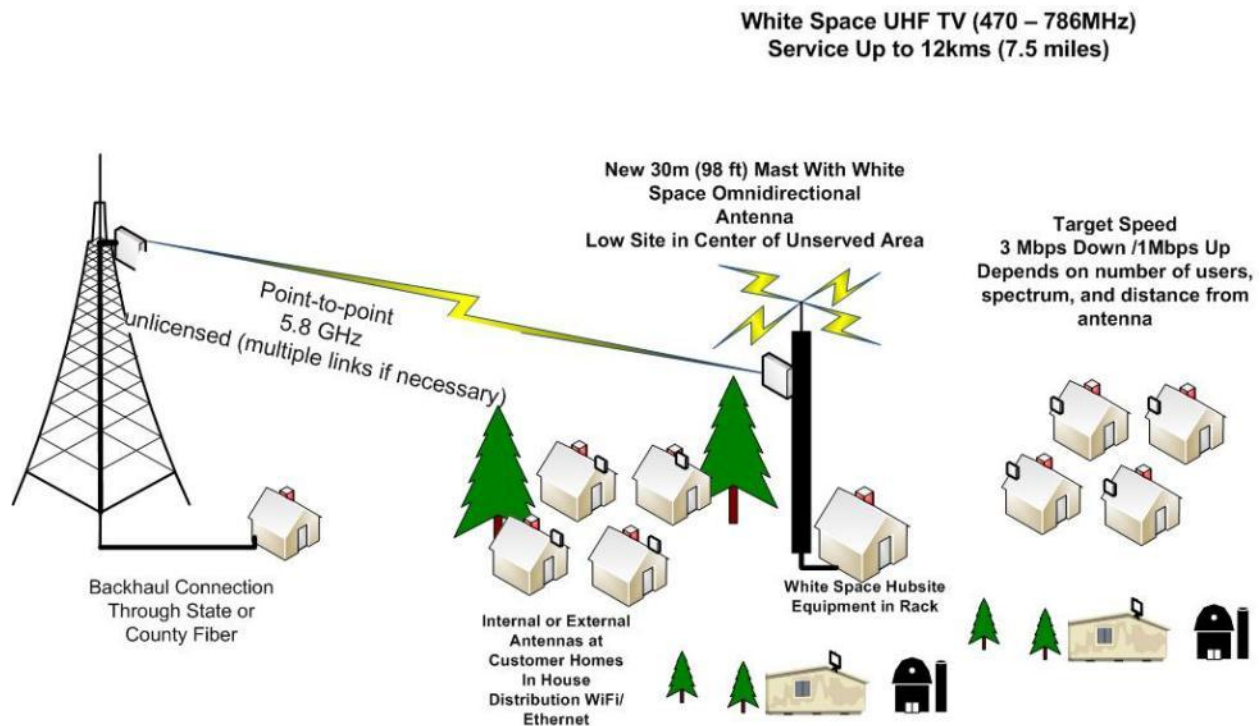 White Space UHF TV (470 – 786MHz)
Service Up to 12kms (7.5 miles)
New 30m (98 ft) Mast With White
Space Omnidirectional
Antenna
Low Site in Center of Unserved Area
Target Speed
3 Mbps Down /1Mbps Up
Depends on number of users,
spectrum, and distance from
antenna
Point-to-point
5.8 GHz
unlicensed (multiple links if necessary)
Backhaul Connection
Through State or
County Fiber
Internal or External
Antennas at
Customer Homes
In House
Distribution WiFi/
Ethernet
White Space Hubsite
Equipment in Rack